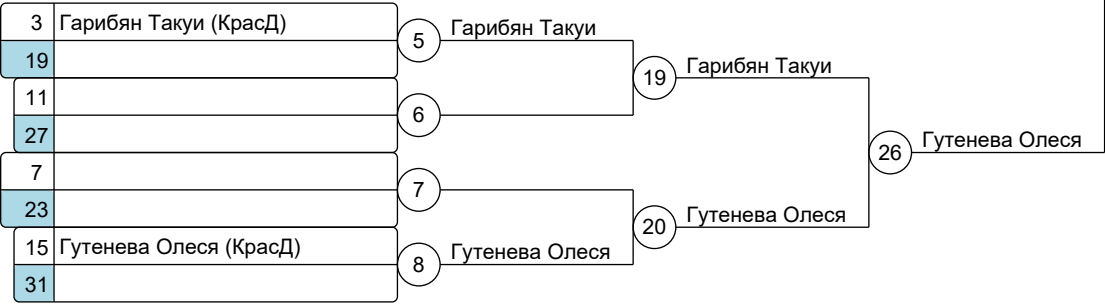 3 Гарибян Такуи (КрасД)
19
5 Гарибян Такуи
11
27
6
19 Гарибян Такуи
7
23
7
15 Гутенева Олеся (КрасД)
31
8 Гутенева Олеся
20 Гутенева Олеся
26 Гутенева Олеся